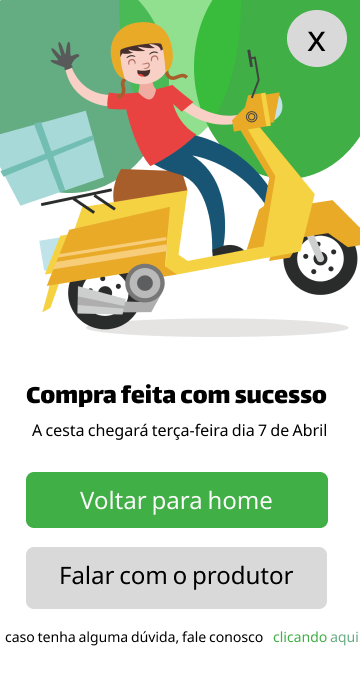 X
Compra feita com sucesso
A cesta chegará terça-feira dia 7 de Abril
Voltar para home
Falar com o produtor
caso tenha alguma dúvida, fale conosco clicando aqui